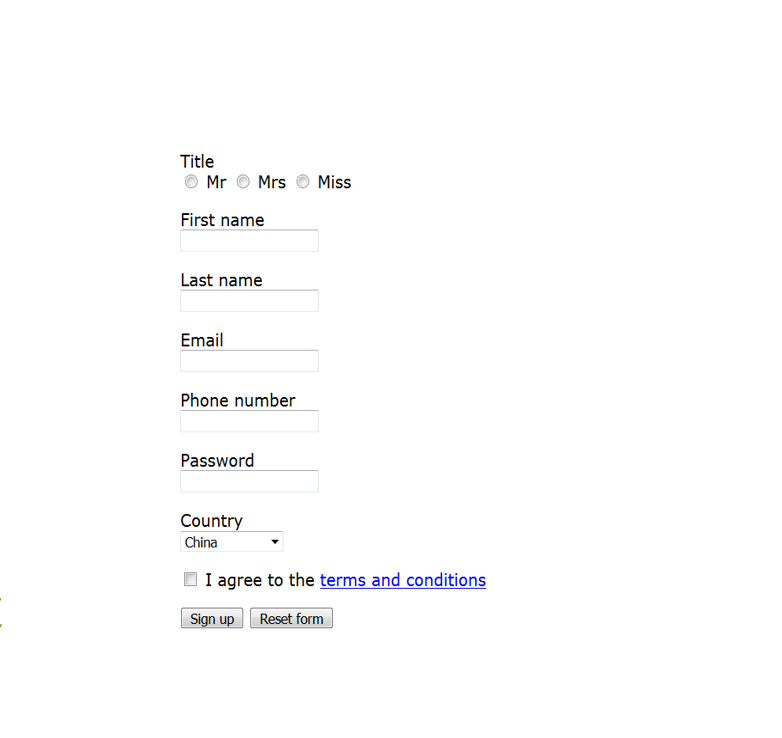 Title
Mr Mrs Miss
First name
Last name
Email
Phone number
Password
Country
China
I agree to the terms and conditions
Sign up Reset form